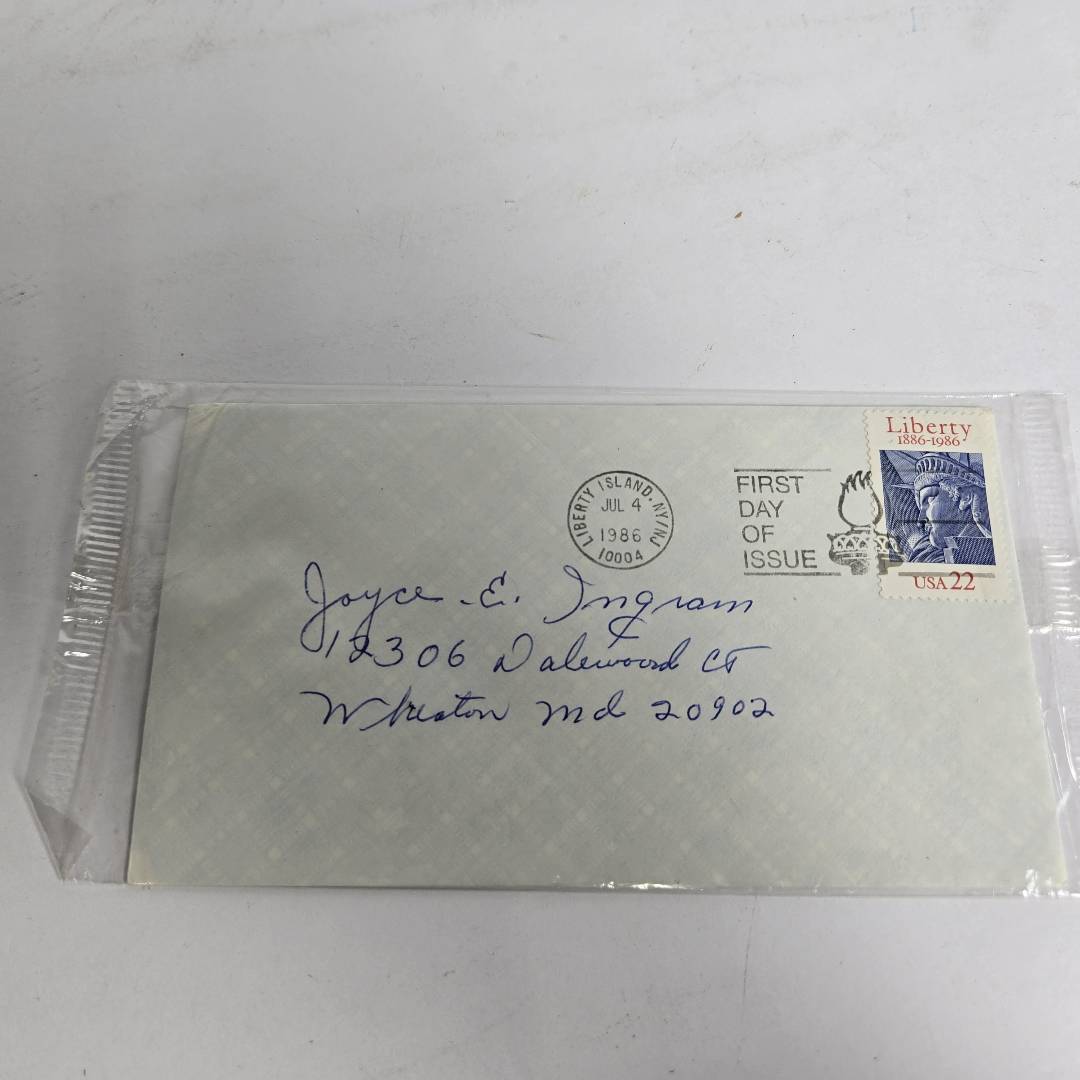 Liberty
1886-1986
USA 22
LIBERTY ISLAND, NY/NJ
JUL 4
1986
10004
FIRST
DAY
OF
ISSUE
Joyce E. Ingram
12306 Dalewood Ct
Wheaton Md 20902